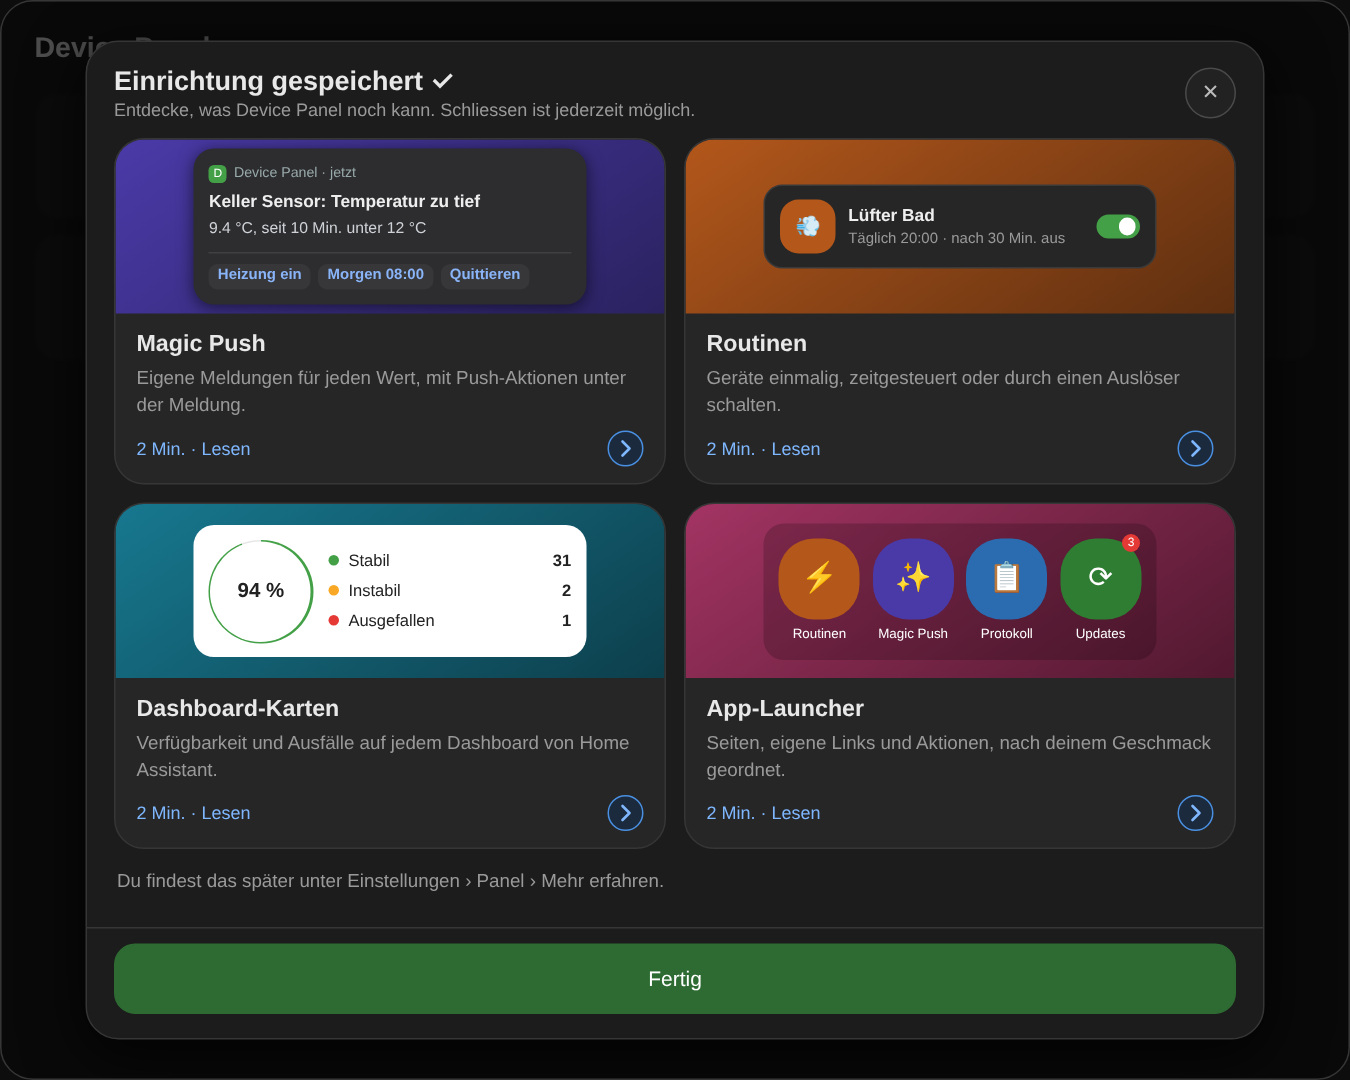 Device Panel
Einrichtung gespeichert ✓
Entdecke, was Device Panel noch kann. Schliessen ist jederzeit möglich.
✕
D Device Panel · jetzt
Keller Sensor: Temperatur zu tief
9.4 °C, seit 10 Min. unter 12 °C
Heizung ein Morgen 08:00 Quittieren
Magic Push
Eigene Meldungen für jeden Wert, mit Push-Aktionen unter
der Meldung.
2 Min. · Lesen
Lüfter Bad
Täglich 20:00 · nach 30 Min. aus
Routinen
Geräte einmalig, zeitgesteuert oder durch einen Auslöser
schalten.
2 Min. · Lesen
94 %
Stabil 31
Instabil 2
Ausgefallen 1
Dashboard-Karten
Verfügbarkeit und Ausfälle auf jedem Dashboard von Home
Assistant.
2 Min. · Lesen
3
Routinen Magic Push Protokoll Updates
App-Launcher
Seiten, eigene Links und Aktionen, nach deinem Geschmack
geordnet.
2 Min. · Lesen
Du findest das später unter Einstellungen › Panel › Mehr erfahren.
Fertig